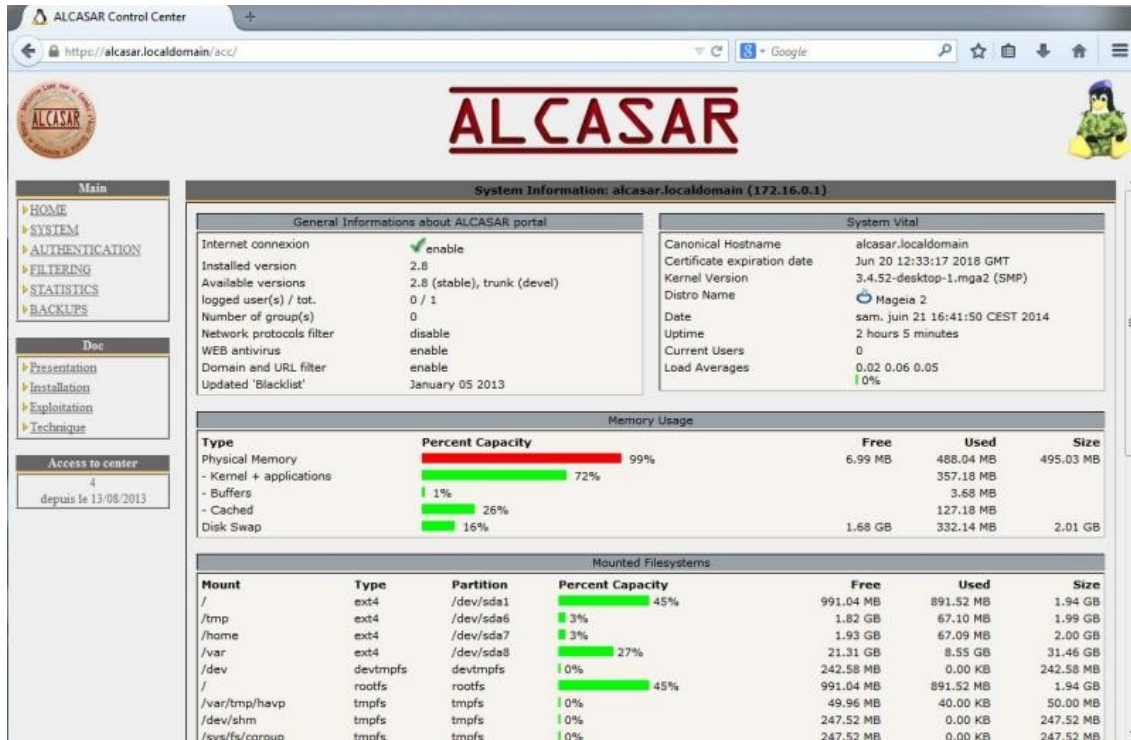 ALCASAR Control Center
https://alcasar.localdomain/acc/
Google
ALCASAR
ALCASAR
Main
HOME
SYSTEM
AUTHENTICATION
FILTERING
STATISTICS
BACKUPS
Doc
Presentation
Installation
Exploitation
Technique
Access to center
4
depuis le 13/08/2013
System Information: alcasar.localdomain (172.16.0.1)
General Informations about ALCASAR portal
Internet connexion enable
Installed version 2.8
Available versions 2.8 (stable), trunk (devel)
logged user(s) / tot. 0 / 1
Number of group(s) 0
Network protocols filter disable
WEB antivirus enable
Domain and URL filter enable
Updated 'Blacklist' January 05 2013
System Vital
Canonical Hostname alcasar.localdomain
Certificate expiration date Jun 20 12:33:17 2018 GMT
Kernel Version 3.4.52-desktop-1.mga2 (SMP)
Distro Name Mageia 2
Date sam. juin 21 16:41:50 CEST 2014
Uptime 2 hours 5 minutes
Current Users 0
Load Averages 0.02 0.06 0.05
0%
Memory Usage
Type Percent Capacity Free Used Size
Physical Memory 99% 6.99 MB 488.04 MB 495.03 MB
- Kernel + applications 72% 357.18 MB
- Buffers 1% 3.68 MB
- Cached 26% 127.18 MB
Disk Swap 16% 1.68 GB 332.14 MB 2.01 GB
Mounted Filesystems
Mount Type Partition Percent Capacity Free Used Size
/ ext4 /dev/sda1 45% 991.04 MB 891.52 MB 1.94 GB
/tmp ext4 /dev/sda6 3% 1.82 GB 67.10 MB 1.99 GB
/home ext4 /dev/sda7 3% 1.93 GB 67.09 MB 2.00 GB
/var ext4 /dev/sda8 27% 21.31 GB 8.55 GB 31.46 GB
/dev devtmpfs devtmpfs 0% 242.58 MB 0.00 KB 242.58 MB
/ rootfs rootfs 45% 991.04 MB 891.52 MB 1.94 GB
/var/tmp/havp tmpfs tmpfs 0% 49.96 MB 40.00 KB 50.00 MB
/dev/shm tmpfs tmpfs 0% 247.52 MB 0.00 KB 247.52 MB
/sys/fs/cgroup tmpfs tmpfs 0% 247.52 MB 0.00 KB 247.52 MB